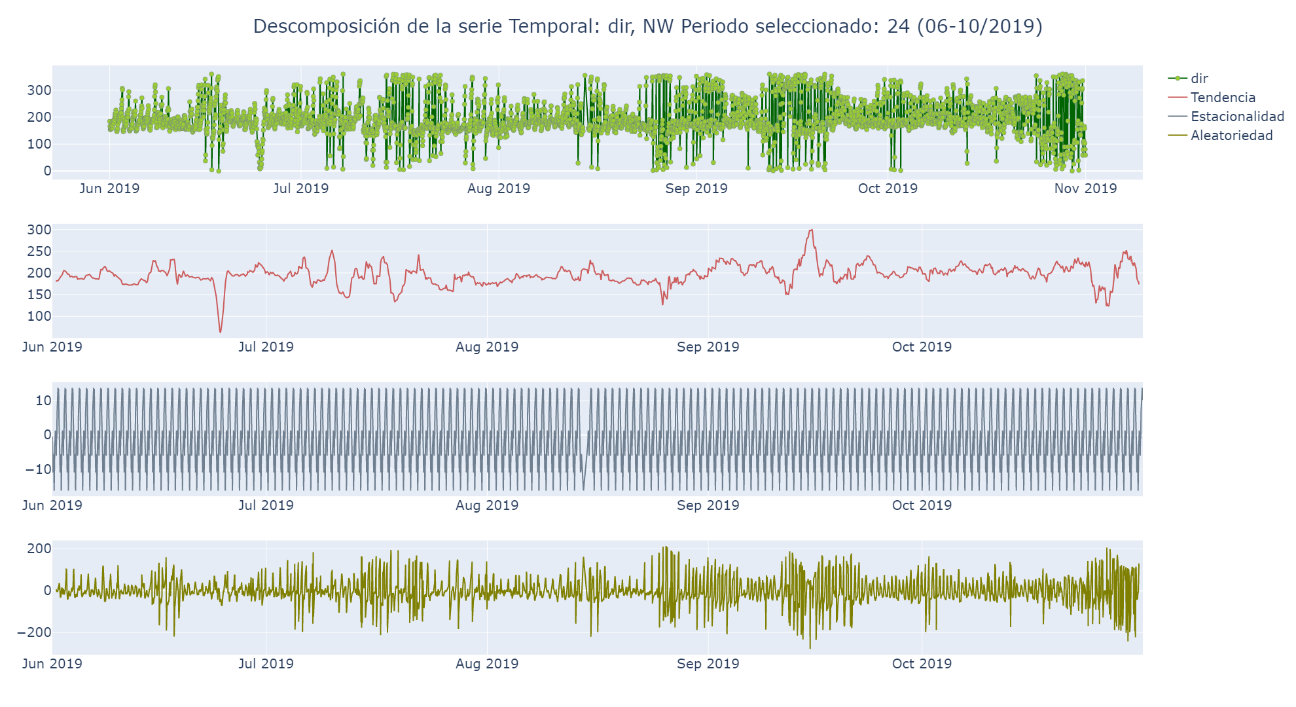 Descomposición de la serie Temporal: dir, NW Periodo seleccionado: 24 (06-10/2019)
dir
Tendencia
Estacionalidad
Aleatoriedad
300
200
100
0
Jun 2019 Jul 2019 Aug 2019 Sep 2019 Oct 2019 Nov 2019
300
250
200
150
100
Jun 2019 Jul 2019 Aug 2019 Sep 2019 Oct 2019
10
0
−10
Jun 2019 Jul 2019 Aug 2019 Sep 2019 Oct 2019
200
0
−200
Jun 2019 Jul 2019 Aug 2019 Sep 2019 Oct 2019